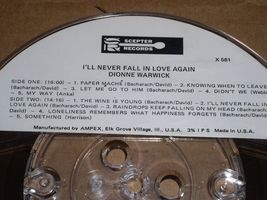 SCEPTER
RECORDS
X 581
I'LL NEVER FALL IN LOVE AGAIN
DIONNE WARWICK
SIDE ONE: (16:00) - 1. PAPER MACHÉ (Bacharach/David) - 2. KNOWING WHEN TO LEAVE
(Bacharach/David) - 3. LET ME GO TO HIM (Bacharach/David) - 4. DIDN'T WE (Webb)
- 5. MY WAY (Anka)
SIDE TWO: (14:16) - 1. THE WINE IS YOUNG (Bacharach/David) - 2. I'LL NEVER FALL IN
LOVE AGAIN (Bacharach/David) - 3. RAINDROPS KEEP FALLING ON MY HEAD (Bacharach/
David) - 4. LONELINESS REMEMBERS WHAT HAPPINESS FORGETS (Bacharach/David)
- 5. SOMETHING (Harrison)
Manufactured by AMPEX, Elk Grove Village, Ill., U.S.A. 3¾ IPS Made in U.S.A.